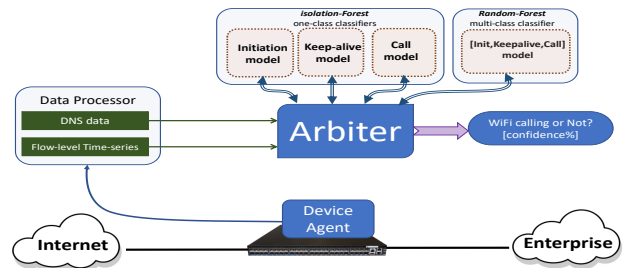 isolation-Forest
one-class classifiers
Initiation
model
Keep-alive
model
Call
model
Random-Forest
multi-class classifier
[Init,Keepalive,Call]
model
Data Processor
DNS data
Flow-level Time-series
Arbiter
WiFi calling or Not?
[confidence%]
Device
Agent
Internet
Enterprise